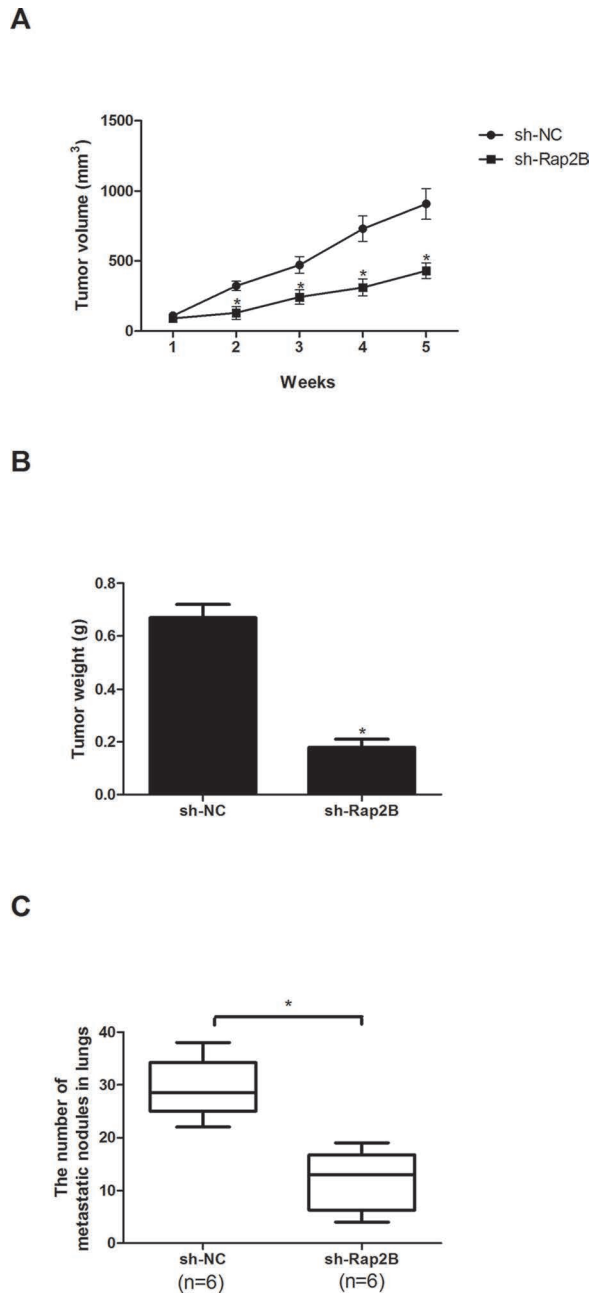 A
1500
1000
500
0
Tumor volume (mm³)
sh-NC
sh-Rap2B
*
*
*
*
1 2 3 4 5
Weeks
B
0.8
0.6
0.4
0.2
0.0
Tumor weight (g)
*
sh-NC sh-Rap2B
C
*
40
30
20
10
0
The number of
metastatic nodules in lungs
sh-NC sh-Rap2B
(n=6) (n=6)